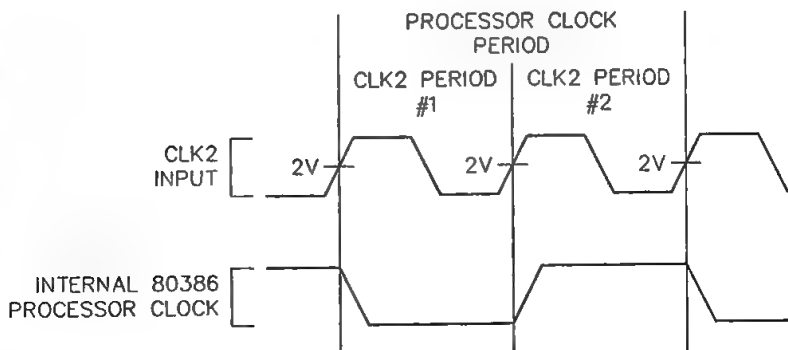 PROCESSOR CLOCK
PERIOD
CLK2 PERIOD
#1
CLK2 PERIOD
#2
CLK2
INPUT
2V
2V
2V
INTERNAL 80386
PROCESSOR CLOCK